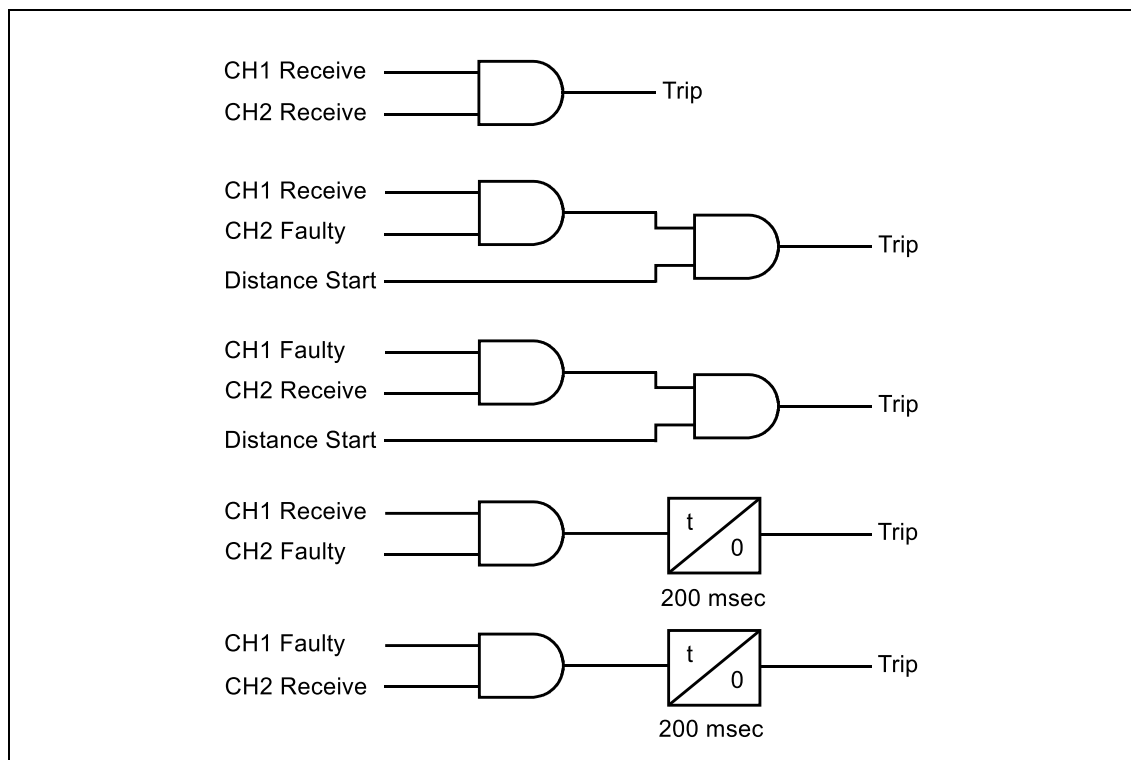 CH1 Receive
CH2 Receive
Trip
CH1 Receive
CH2 Faulty
Distance Start
Trip
CH1 Faulty
CH2 Receive
Distance Start
Trip
CH1 Receive
CH2 Faulty
t
0
200 msec
Trip
CH1 Faulty
CH2 Receive
t
0
200 msec
Trip